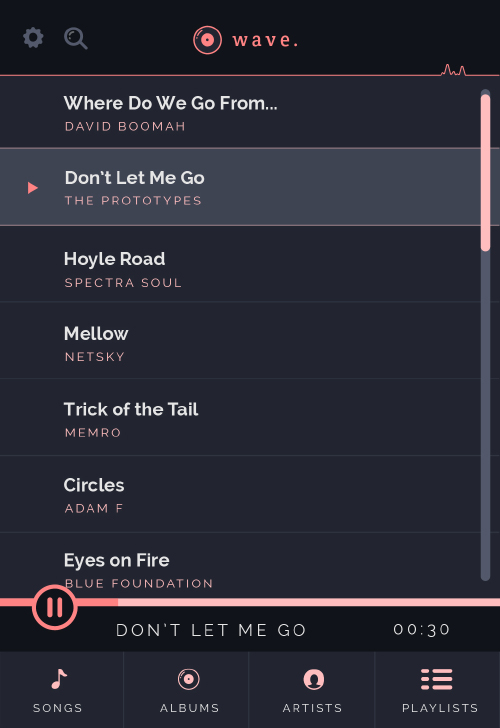 wave.
Where Do We Go From...
DAVID BOOMAH
Don't Let Me Go
THE PROTOTYPES
Hoyle Road
SPECTRA SOUL
Mellow
NETSKY
Trick of the Tail
MEMRO
Circles
ADAM F
Eyes on Fire
BLUE FOUNDATION
DON'T LET ME GO 00:30
SONGS ALBUMS ARTISTS PLAYLISTS